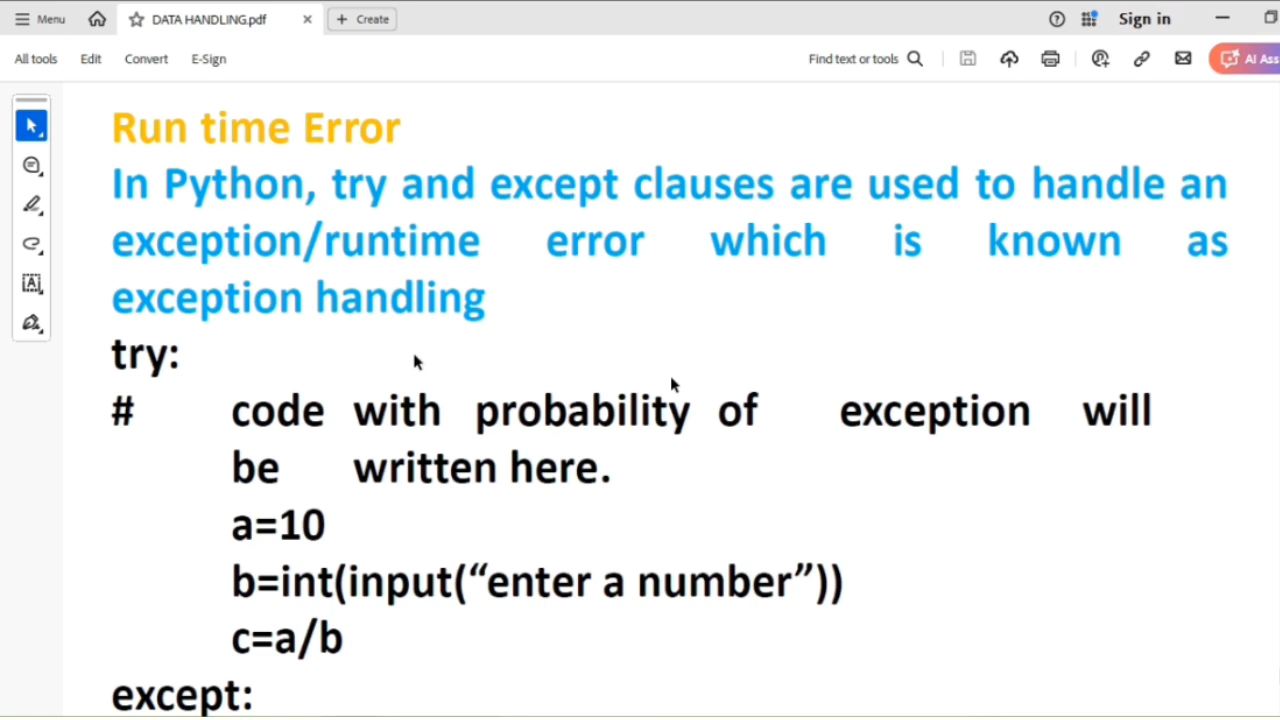 Menu
DATA HANDLING.pdf
Create
Sign in
All tools
Edit
Convert
E-Sign
Find text or tools
AI Ass
Run time Error
In Python, try and except clauses are used to handle an
exception/runtime error which is known as
exception handling
try:
# code with probability of exception will
be written here.
a=10
b=int(input(“enter a number”))
c=a/b
except: